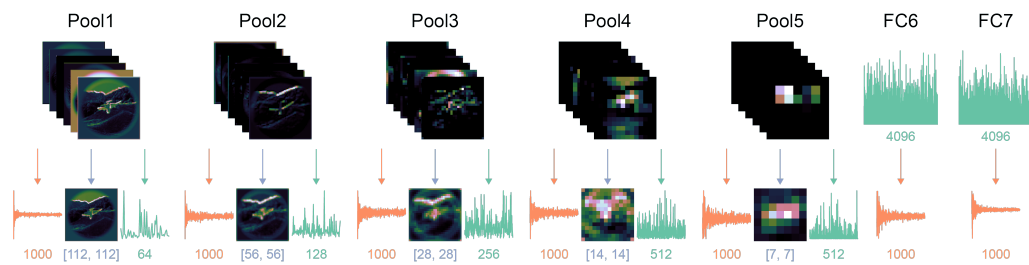 Pool1 Pool2 Pool3 Pool4 Pool5 FC6 FC7
4096 4096
1000 [112, 112] 64 1000 [56, 56] 128 1000 [28, 28] 256 1000 [14, 14] 512 1000 [7, 7] 512 1000 1000